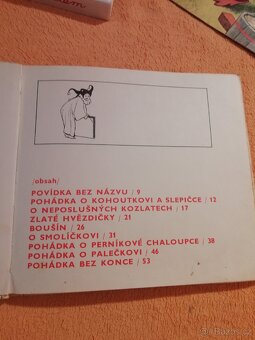 /obsah/
POVÍDKA BEZ NÁZVU / 9
POHÁDKA O KOHOUTKOVI A SLEPIČCE / 12
O NEPOSLUŠNÝCH KOZLATECH / 17
ZLATÉ HVĚZDIČKY / 21
BOUŠÍN / 26
O SMOLÍČKOVI / 31
POHÁDKA O PERNÍKOVÉ CHALOUPCE / 38
POHÁDKA O PALEČKOVI / 46
POHÁDKA BEZ KONCE / 53